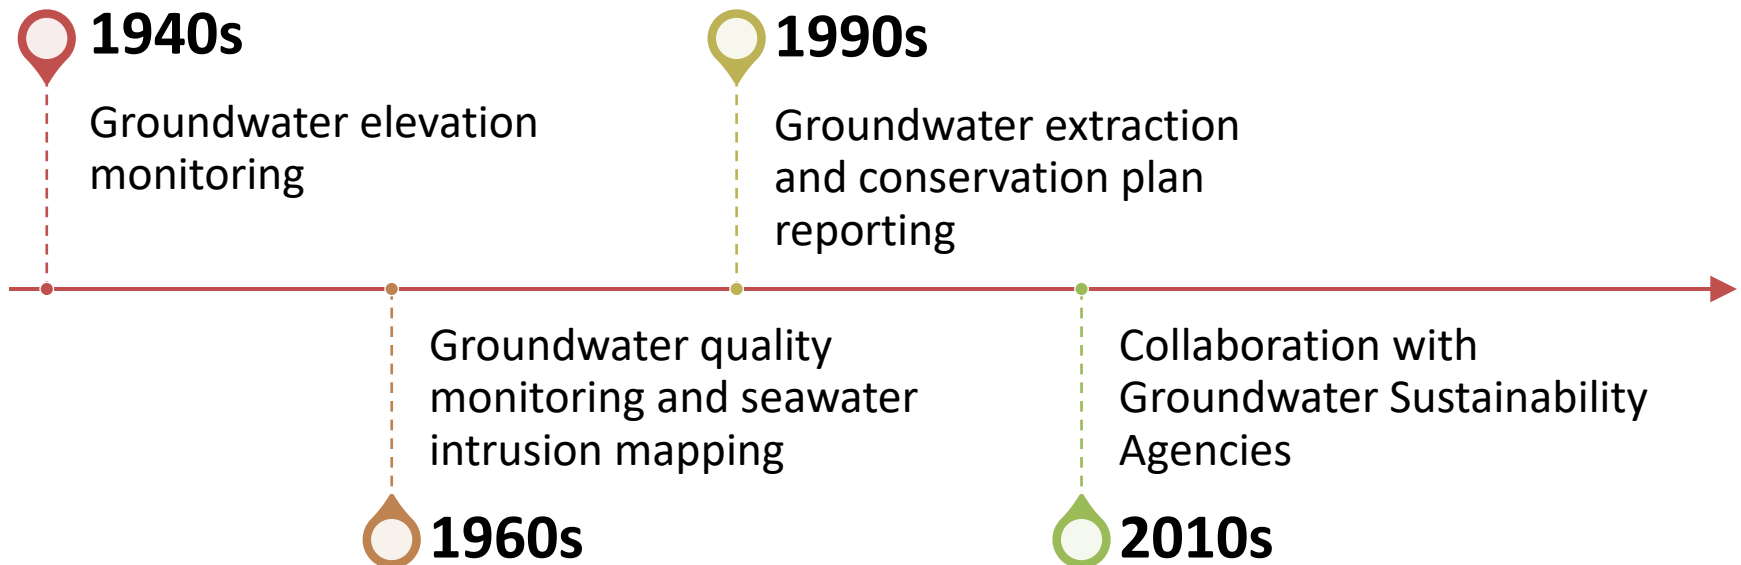 1940s
Groundwater elevation
monitoring
1960s
Groundwater quality
monitoring and seawater
intrusion mapping
1990s
Groundwater extraction
and conservation plan
reporting
2010s
Collaboration with
Groundwater Sustainability
Agencies